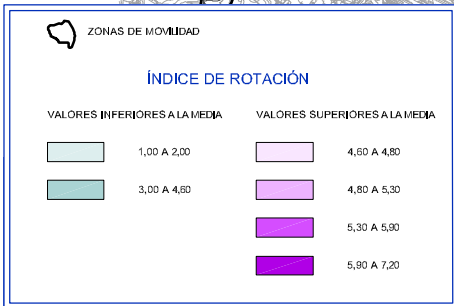 ZONAS DE MOVILIDAD
ÍNDICE DE ROTACIÓN
VALORES INFERIORES A LA MEDIA
VALORES SUPERIORES A LA MEDIA
1,00 A 2,00
4,60 A 4,80
3,00 A 4,60
4,80 A 5,30
5,30 A 5,90
5,90 A 7,20